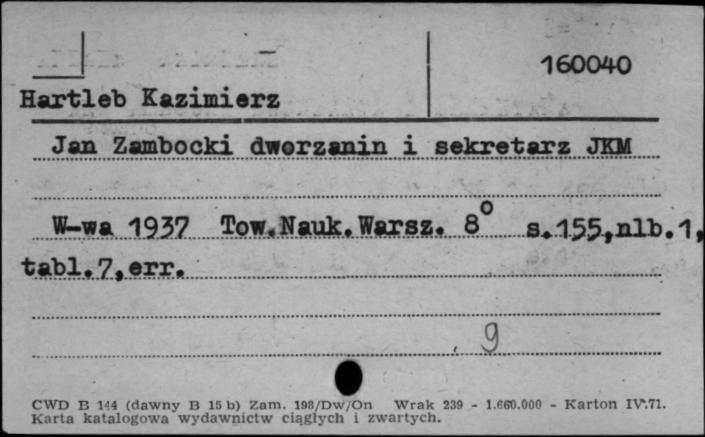 160040
Hartleb Kazimierz
Jan Zambocki dworzanin i sekretarz JKM
W-wa 1937 Tow.Nauk.Warsz. 8° s.155,nlb.1,
tabl.7,err.
9
CWD B 144 (dawny B 15 b) Zam. 198/Dw/On Wrak 239 - 1.660.000 - Karton IV.71.
Karta katalogowa wydawnictw ciągłych i zwartych.